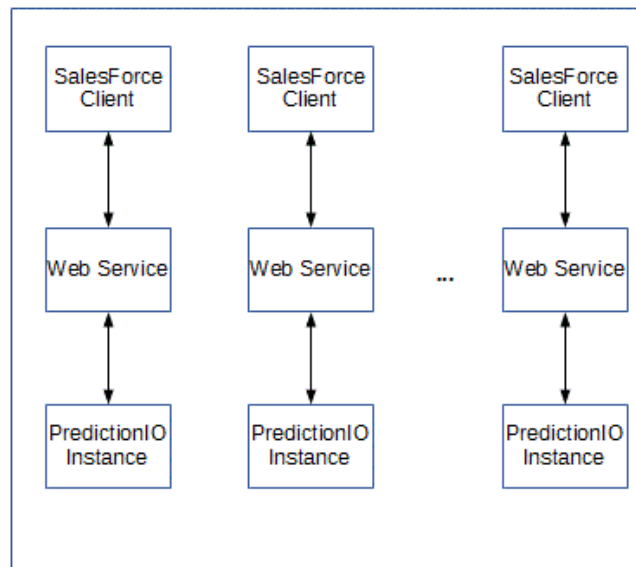 SalesForce
Client
SalesForce
Client
SalesForce
Client
Web Service
Web Service
...
Web Service
PredictionIO
Instance
PredictionIO
Instance
PredictionIO
Instance